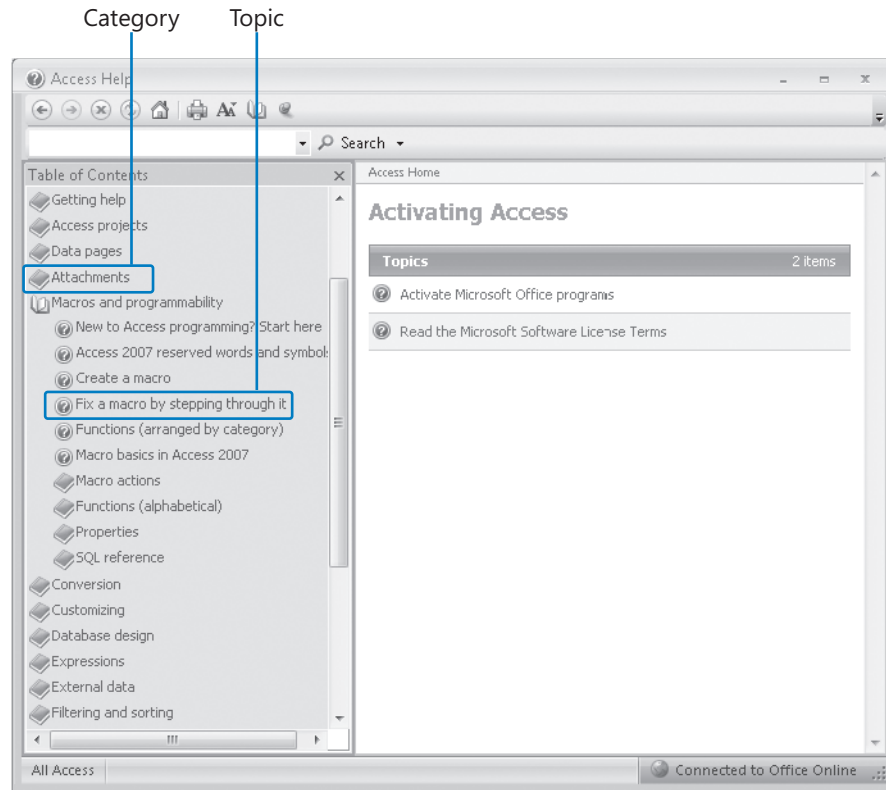 Category Topic
Access Help
Search
Table of Contents
Getting help
Access projects
Data pages
Attachments
Macros and programmability
New to Access programming? Start here
Access 2007 reserved words and symbols
Create a macro
Fix a macro by stepping through it
Functions (arranged by category)
Macro basics in Access 2007
Macro actions
Functions (alphabetical)
Properties
SQL reference
Conversion
Customizing
Database design
Expressions
External data
Filtering and sorting
Access Home
Activating Access
Topics 2 items
Activate Microsoft Office programs
Read the Microsoft Software License Terms
All Access
Connected to Office Online